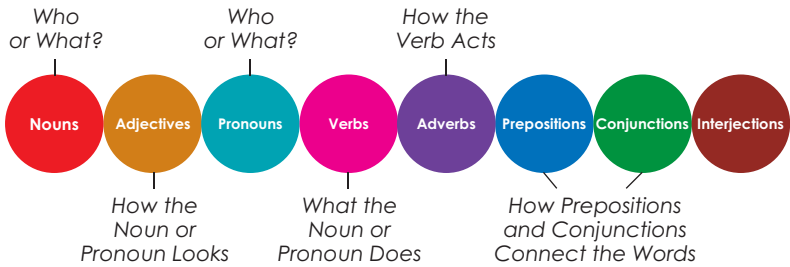 Who
or What?
Who
or What?
How the
Verb Acts
Nouns
Adjectives
Pronouns
Verbs
Adverbs
Prepositions
Conjunctions
Interjections
How the
Noun or
Pronoun Looks
What the
Noun or
Pronoun Does
How Prepositions
and Conjunctions
Connect the Words